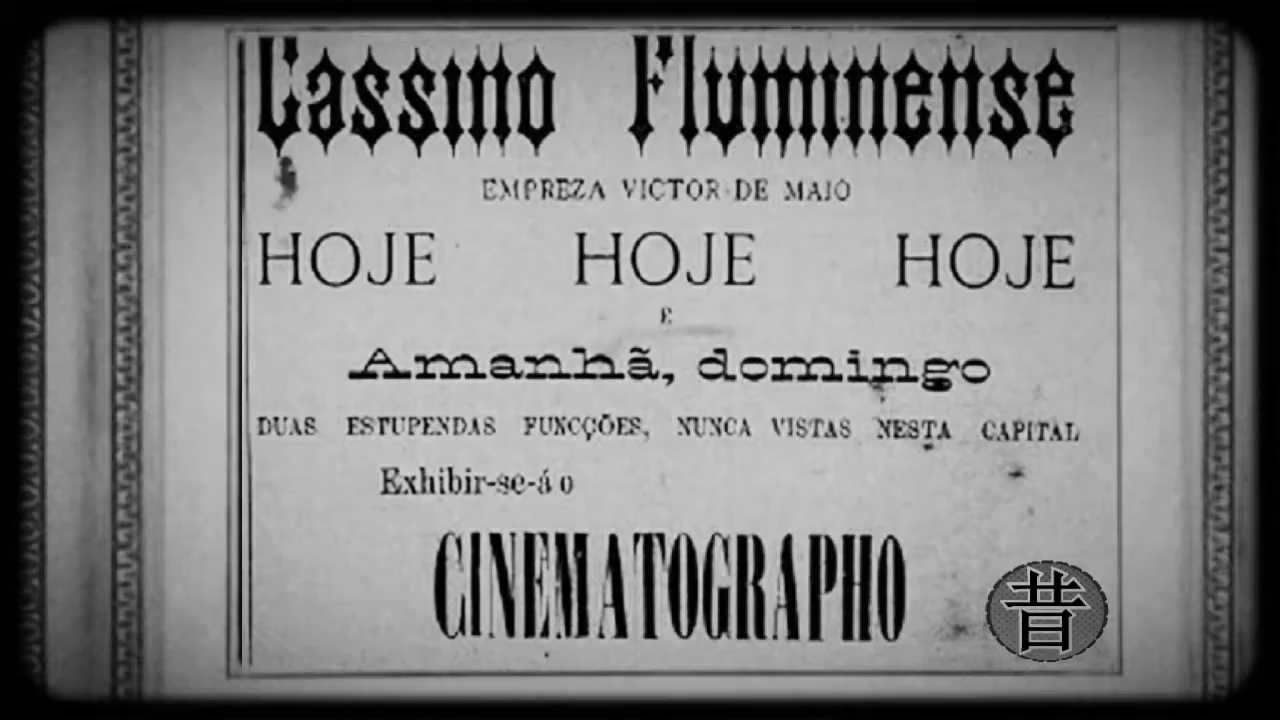 Cassino Fluminense
EMPREZA VICTOR DE MAIO
HOJE HOJE HOJE
E
Amanhã, domingo
DUAS ESTUPENDAS FUNCÇÕES, NUNCA VISTAS NESTA CAPITAL
Exhibir-se-á o
CINEMATOGRAPHO
昔